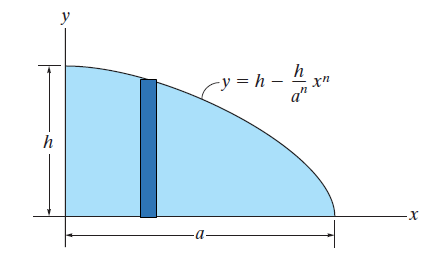 y
y = h − h/aⁿ xⁿ
h
x
a